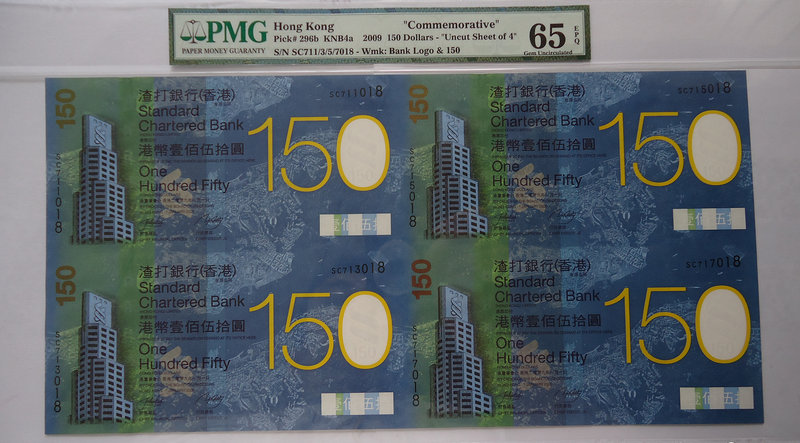 PMG
PAPER MONEY GUARANTY
Hong Kong "Commemorative"
Pick# 296b KNB4a 2009 150 Dollars - "Uncut Sheet of 4"
S/N SC711/3/5/7018 - Wmk: Bank Logo & 150
65 EPQ
Gem Uncirculated
150
渣打銀行(香港)
Standard
Chartered Bank
港幣壹佰伍拾圓
One
Hundred Fifty
SC711018
150
SC711018
150
渣打銀行(香港)
Standard
Chartered Bank
港幣壹佰伍拾圓
One
Hundred Fifty
SC715018
150
SC715018
150
渣打銀行(香港)
Standard
Chartered Bank
港幣壹佰伍拾圓
One
Hundred Fifty
SC713018
150
SC713018
150
渣打銀行(香港)
Standard
Chartered Bank
港幣壹佰伍拾圓
One
Hundred Fifty
SC717018
150
SC717018